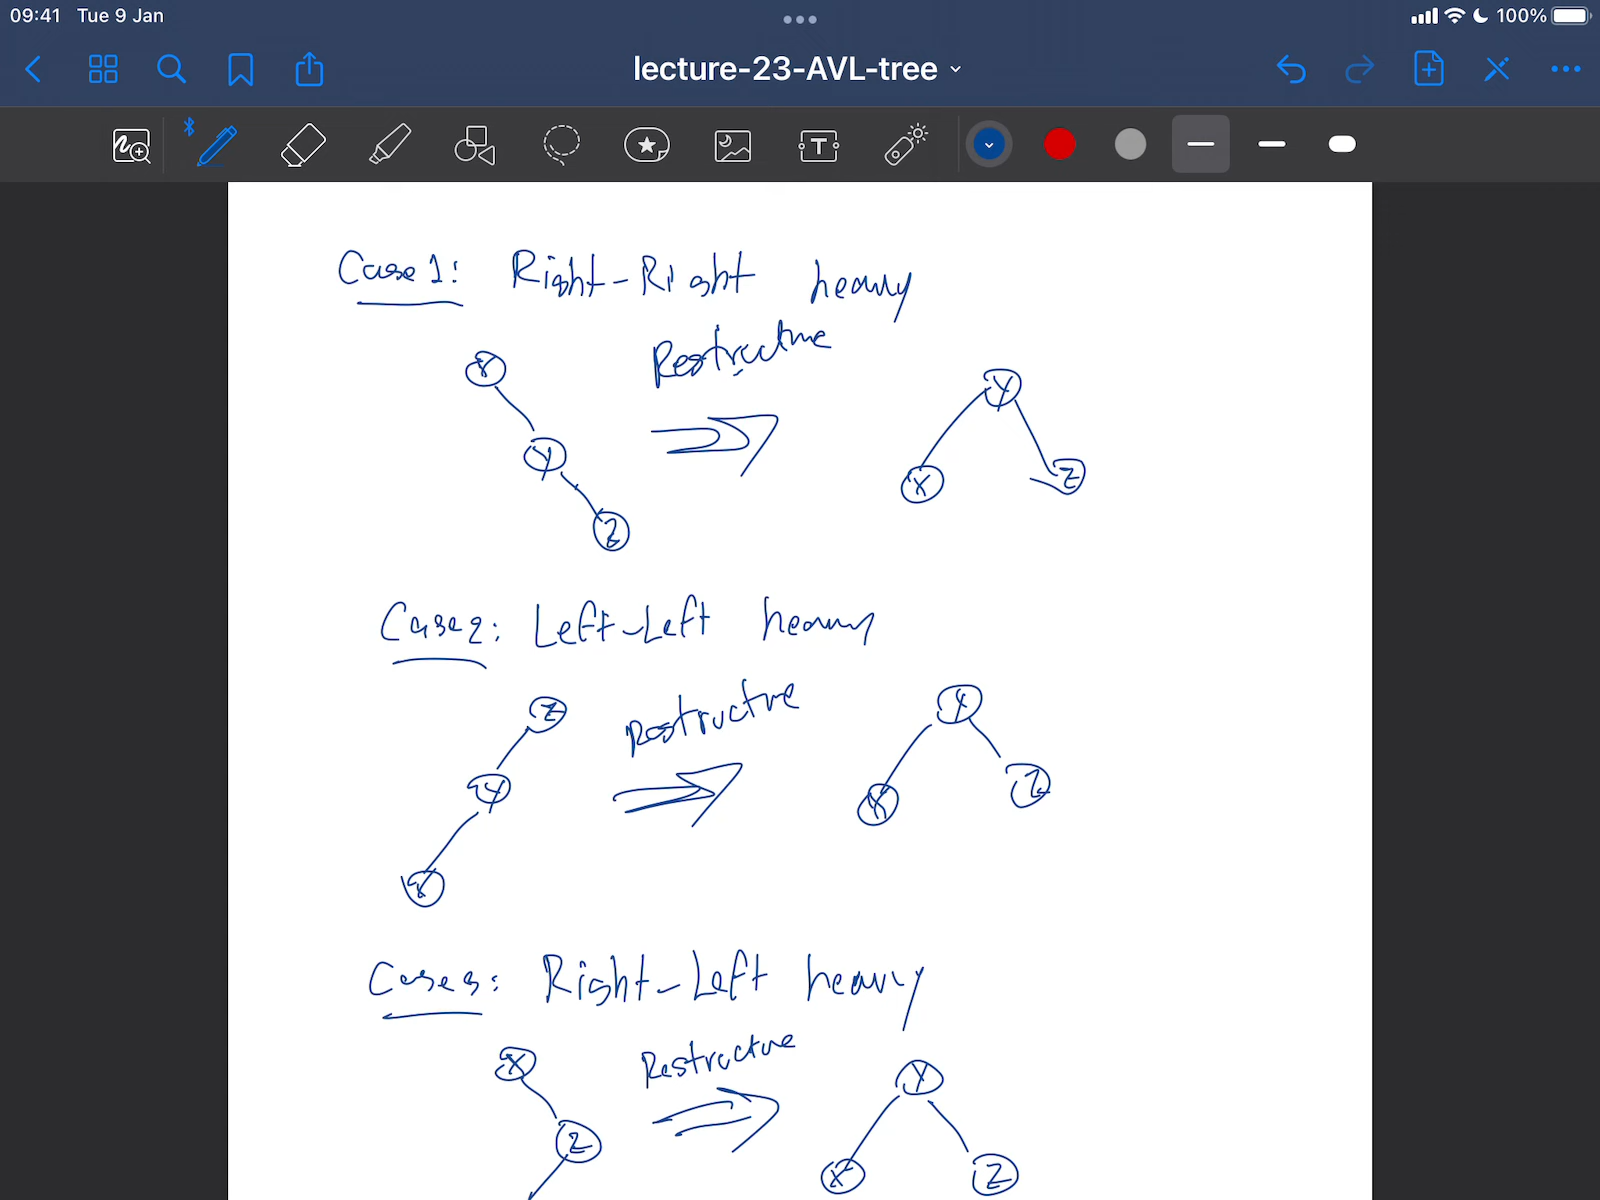 09:41 Tue 9 Jan 100%
lecture-23-AVL-tree
T
Case 1: Right-Right heavy
Restructure
X
Y
Y
X
Z
Z
Case 2: Left-Left heavy
Restructure
Z
Y
Y
Z
X
X
Case 3: Right-Left heavy
Restructure
X
Y
Z
X
Z